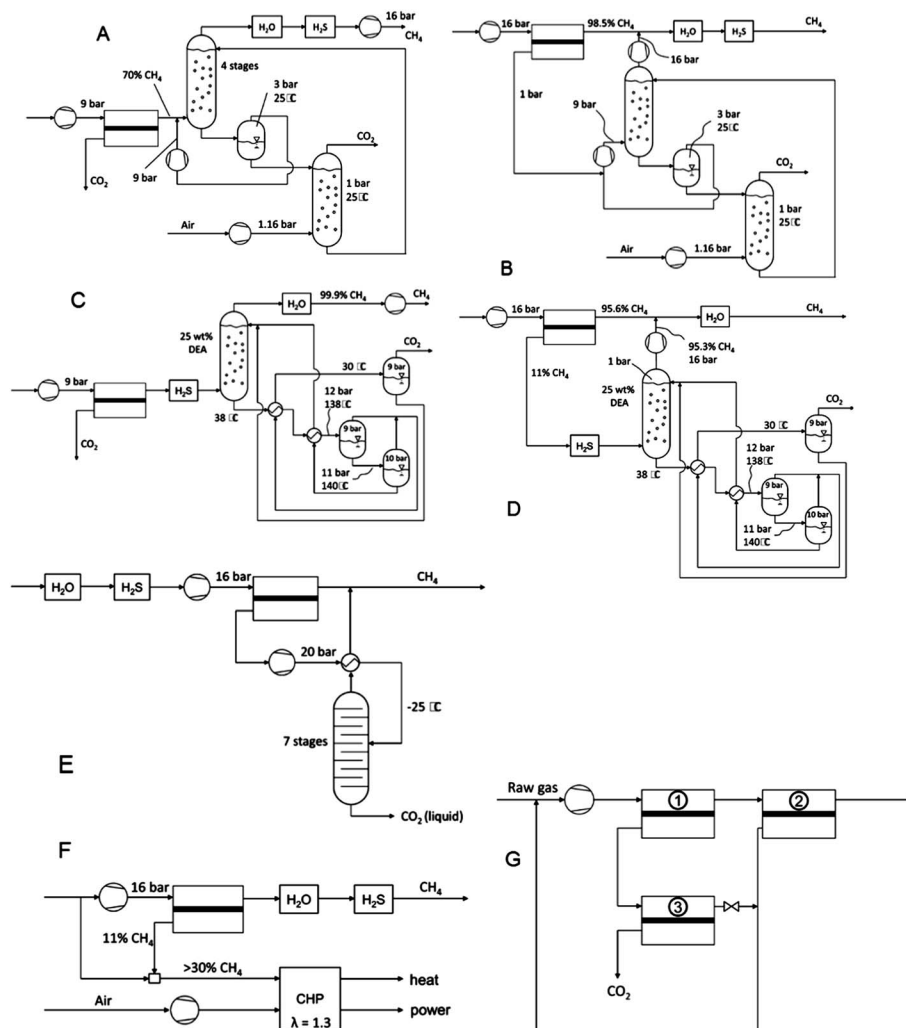 A
16 bar
H₂O
H₂S
CH₄
70% CH₄
4 stages
9 bar
3 bar
25 ͦC
CO₂
9 bar
CO₂
1 bar
25 ͦC
Air
1.16 bar
16 bar
98.5% CH₄
H₂O
H₂S
CH₄
16 bar
1 bar
9 bar
3 bar
25 ͦC
CO₂
1 bar
25 ͦC
Air
1.16 bar
B
C
H₂O
99.9% CH₄
CH₄
25 wt%
DEA
CO₂
9 bar
30 ͦC
9 bar
H₂S
12 bar
138 ͦC
CO₂
38 ͦC
9 bar
11 bar
140 ͦC
10 bar
16 bar
95.6% CH₄
H₂O
CH₄
11% CH₄
95.3% CH₄
16 bar
1 bar
25 wt%
DEA
CO₂
30 ͦC
9 bar
H₂S
12 bar
138 ͦC
38 ͦC
9 bar
D
11 bar
140 ͦC
10 bar
H₂O
H₂S
16 bar
CH₄
20 bar
-25 ͦC
7 stages
E
CO₂ (liquid)
F
16 bar
H₂O
H₂S
CH₄
11% CH₄
>30% CH₄
heat
Air
CHP
λ = 1.3
power
Raw gas
1
2
G
3
CO₂